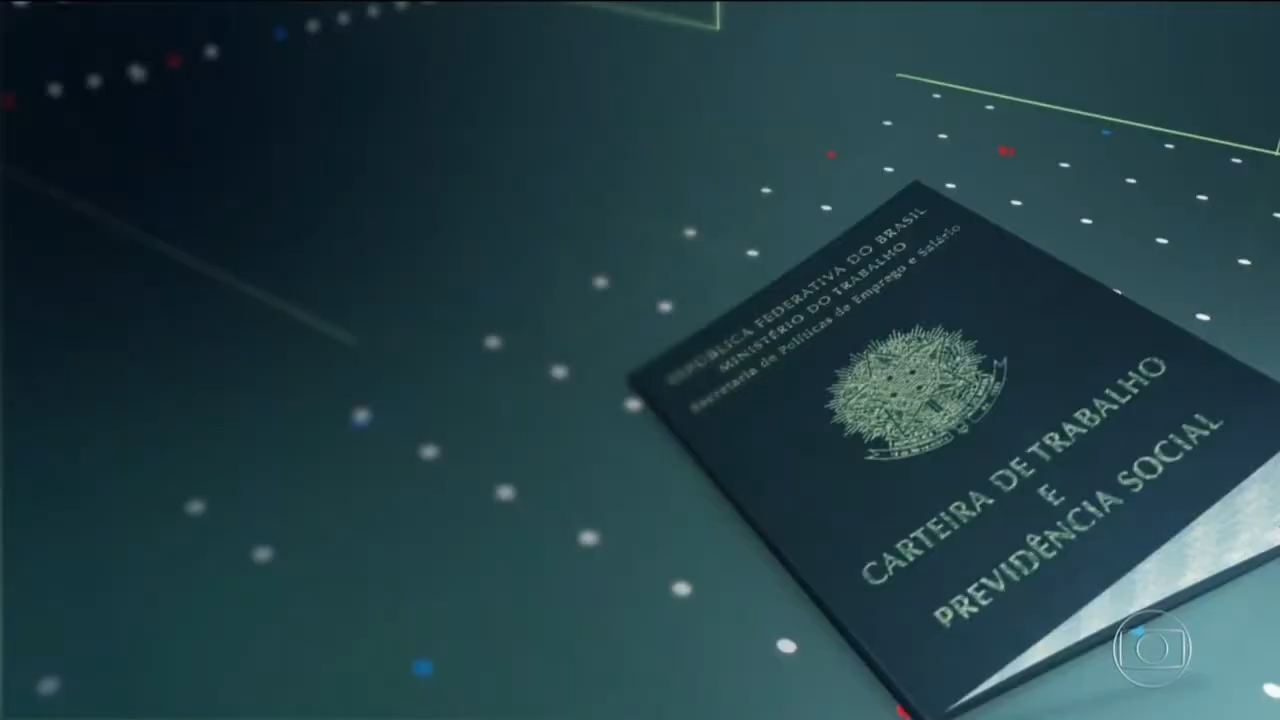 REPÚBLICA FEDERATIVA DO BRASIL
MINISTÉRIO DO TRABALHO
Secretaria de Políticas de Emprego e Salário
CARTEIRA DE TRABALHO
E
PREVIDÊNCIA SOCIAL